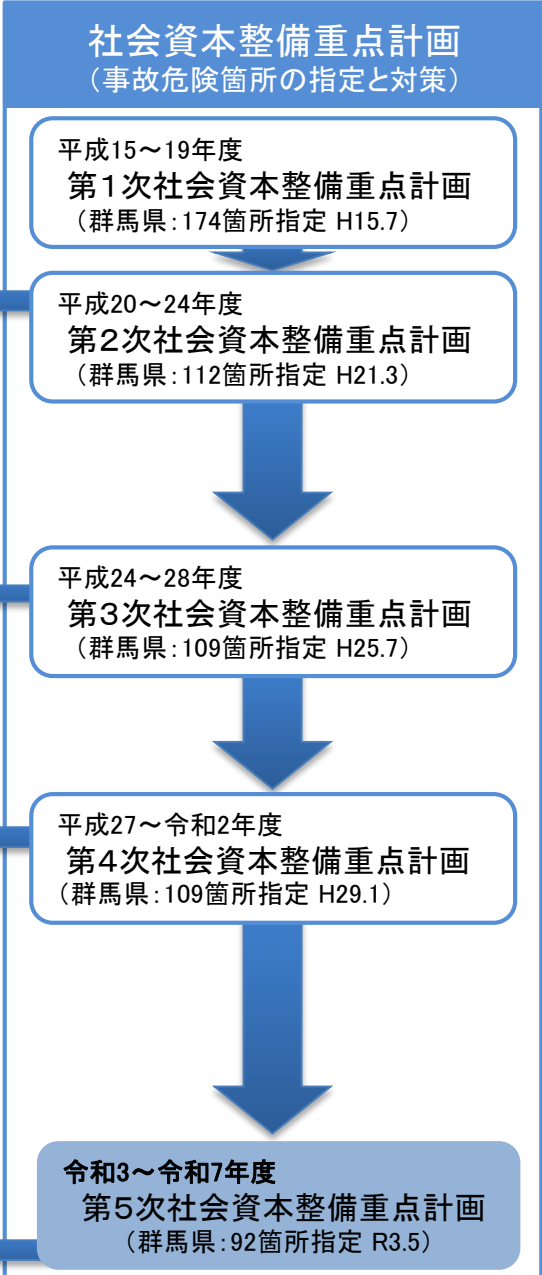 社会資本整備重点計画
（事故危険箇所の指定と対策）
平成15～19年度
第１次社会資本整備重点計画
（群馬県：174箇所指定 H15.7）
平成20～24年度
第２次社会資本整備重点計画
（群馬県：112箇所指定 H21.3）
平成24～28年度
第３次社会資本整備重点計画
（群馬県：109箇所指定 H25.7）
平成27～令和2年度
第４次社会資本整備重点計画
（群馬県：109箇所指定 H29.1）
令和3～令和7年度
第５次社会資本整備重点計画
（群馬県：92箇所指定 R3.5）